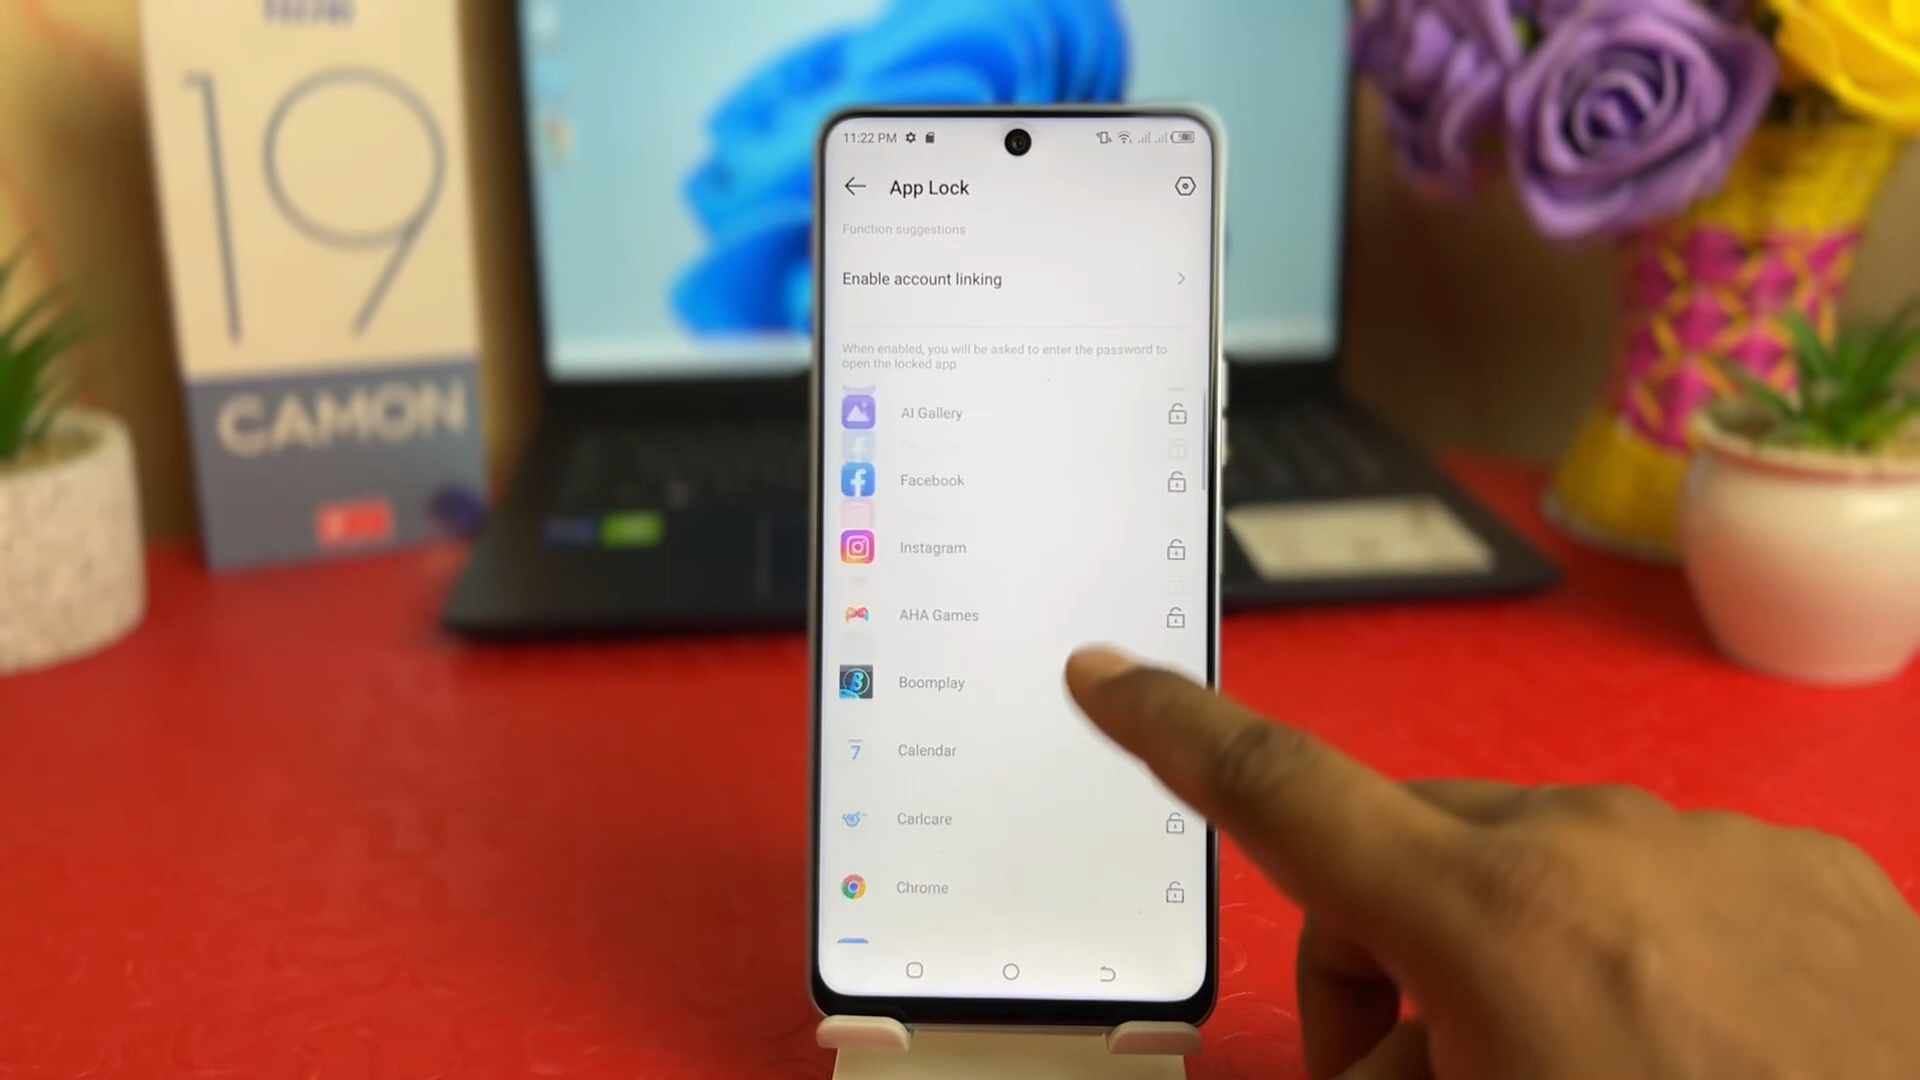 19
CAMON
11:22 PM
App Lock
Function suggestions
Enable account linking
When enabled, you will be asked to enter the password to
open the locked app
AI Gallery
Facebook
Instagram
AHA Games
Boomplay
7
Calendar
Carlcare
Chrome